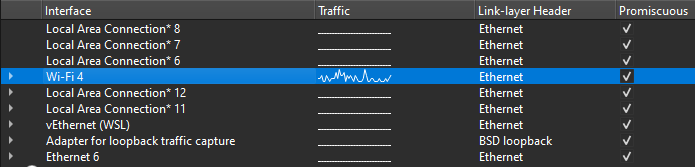 Interface Traffic Link-layer Header Promiscuous
Local Area Connection* 8 Ethernet
Local Area Connection* 7 Ethernet
Local Area Connection* 6 Ethernet
Wi-Fi 4 Ethernet
Local Area Connection* 12 Ethernet
Local Area Connection* 11 Ethernet
vEthernet (WSL) Ethernet
Adapter for loopback traffic capture BSD loopback
Ethernet 6 Ethernet